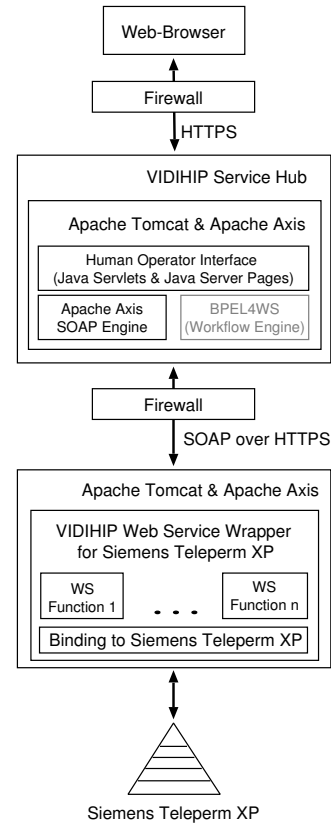 Web-Browser
Firewall
HTTPS
VIDIHIP Service Hub
Apache Tomcat & Apache Axis
Human Operator Interface
(Java Servlets & Java Server Pages)
Apache Axis
SOAP Engine
BPEL4WS
(Workflow Engine)
Firewall
SOAP over HTTPS
Apache Tomcat & Apache Axis
VIDIHIP Web Service Wrapper
for Siemens Teleperm XP
WS
Function 1
. . .
WS
Function n
Binding to Siemens Teleperm XP
Siemens Teleperm XP